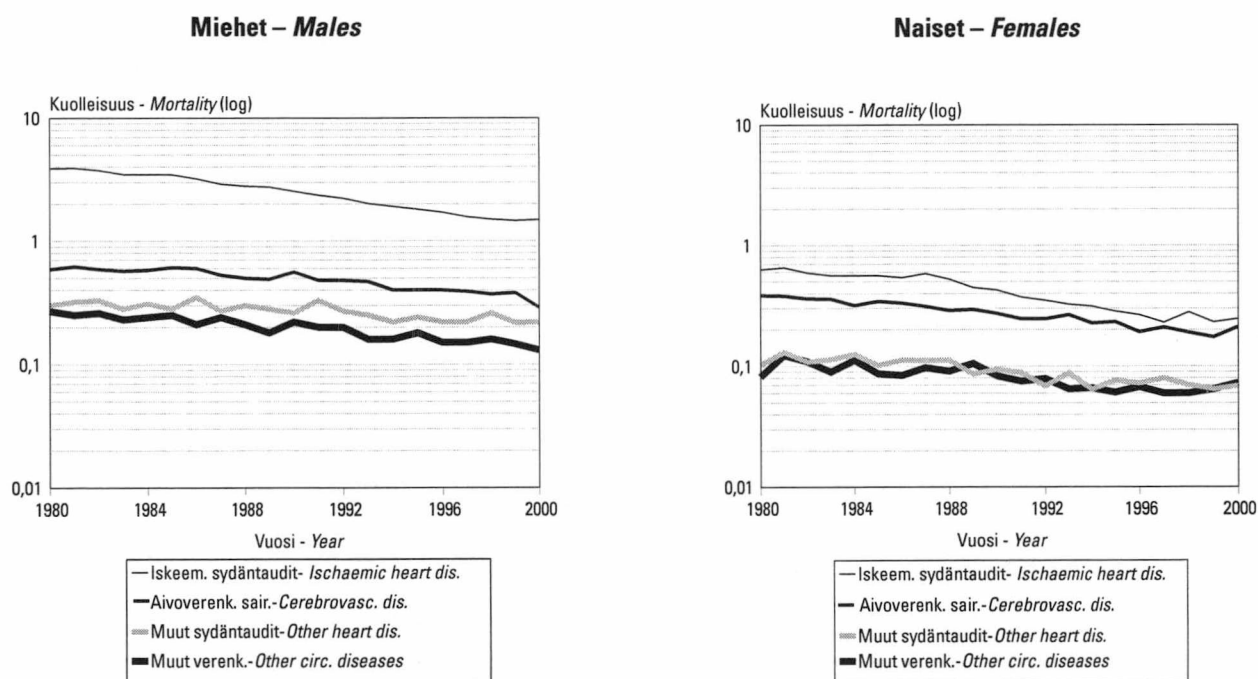 Miehet – Males
Kuolleisuus - Mortality (log)
10
1
0,1
0,01
1980 1984 1988 1992 1996 2000
Vuosi - Year
Iskeem. sydäntaudit- Ischaemic heart dis.
Aivoverenk. sair.-Cerebrovasc. dis.
Muut sydäntaudit-Other heart dis.
Muut verenk.-Other circ. diseases
Naiset – Females
Kuolleisuus - Mortality (log)
10
1
0,1
0,01
1980 1984 1988 1992 1996 2000
Vuosi - Year
Iskeem. sydäntaudit- Ischaemic heart dis.
Aivoverenk. sair.-Cerebrovasc. dis.
Muut sydäntaudit-Other heart dis.
Muut verenk.-Other circ. diseases